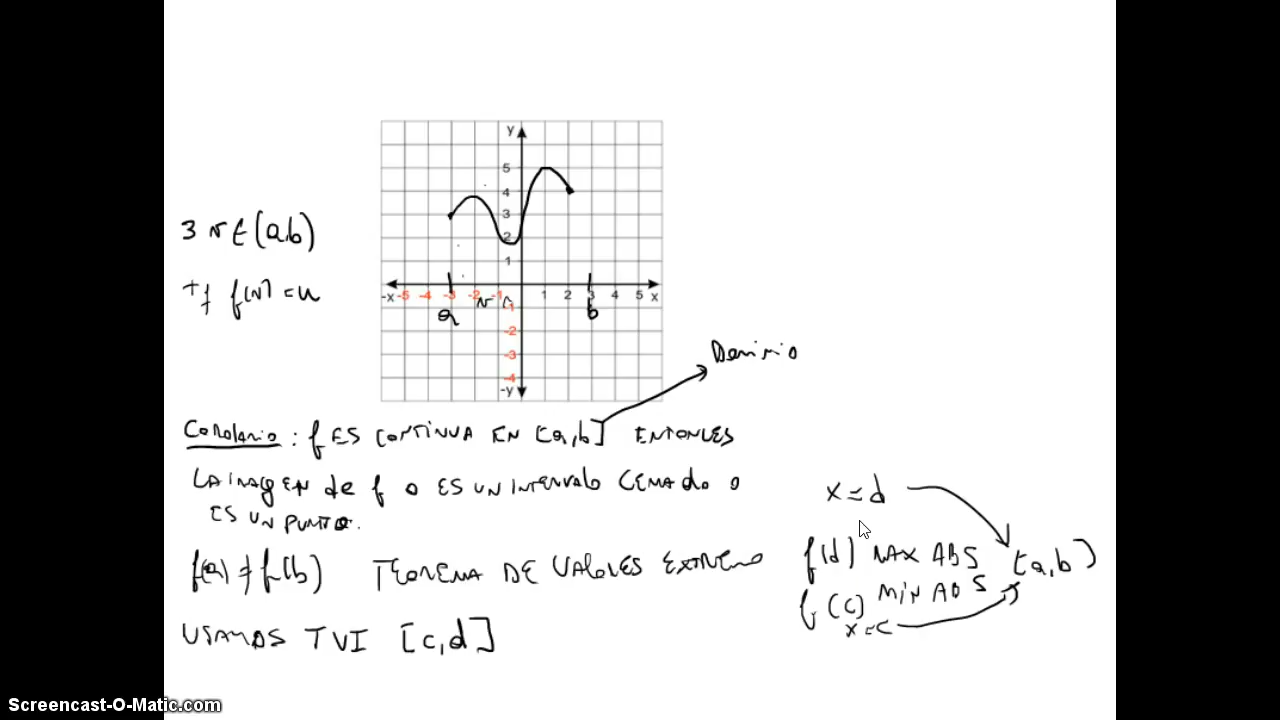 y
5
4
3
2
1
-x -5 -4 -3 -2 -1 1 2 3 4 5 x
a b
-1
-2
-3
-4
-y
∃ r ∈ (a,b)
f(r) = u
Dominio
Corolario: f ES CONTINUA EN [a,b] ENTONCES
LA IMAGEN de f o ES UN INTERVALO CERRADO O
ES UN PUNTO.
f(a) ≠ f(b) TEOREMA DE VALORES EXTREMO
USAMOS TVI [c,d]
x = d
f(d) MAX ABS [a,b]
f(c) MIN ABS
x = c
Screencast-O-Matic.com